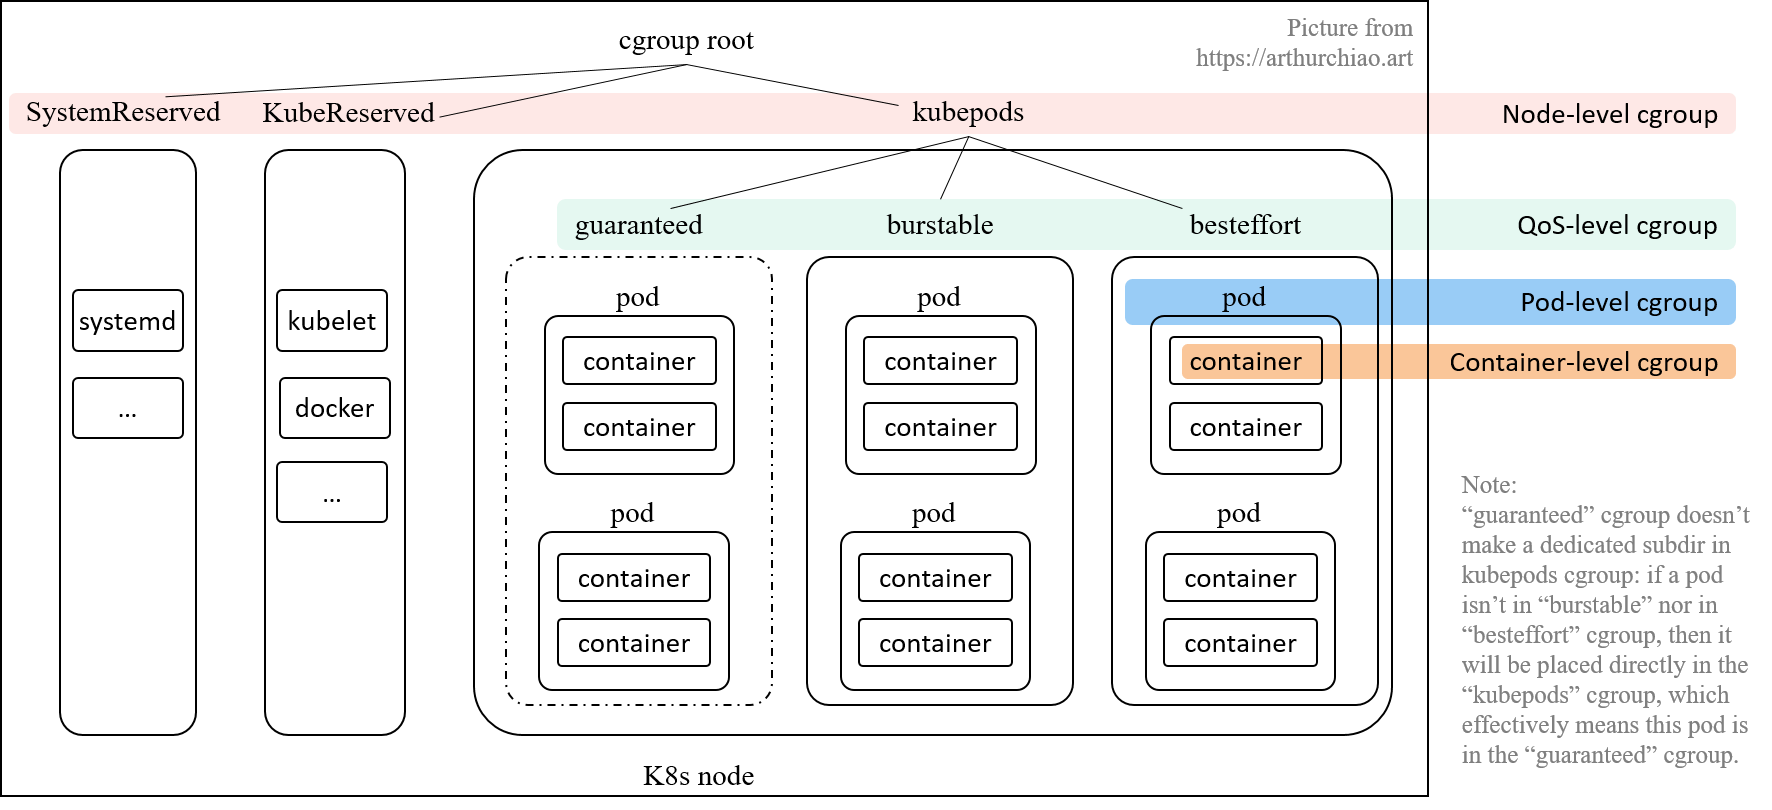 cgroup root
Picture from
https://arthurchiao.art
SystemReserved
KubeReserved
kubepods
Node-level cgroup
guaranteed
burstable
besteffort
QoS-level cgroup
systemd
...
kubelet
docker
...
pod
container
container
pod
container
container
pod
container
container
pod
container
container
pod
container
container
pod
container
container
Pod-level cgroup
Container-level cgroup
Note:
“guaranteed” cgroup doesn’t
make a dedicated subdir in
kubepods cgroup: if a pod
isn’t in “burstable” nor in
“besteffort” cgroup, then it
will be placed directly in the
“kubepods” cgroup, which
effectively means this pod is
in the “guaranteed” cgroup.
K8s node